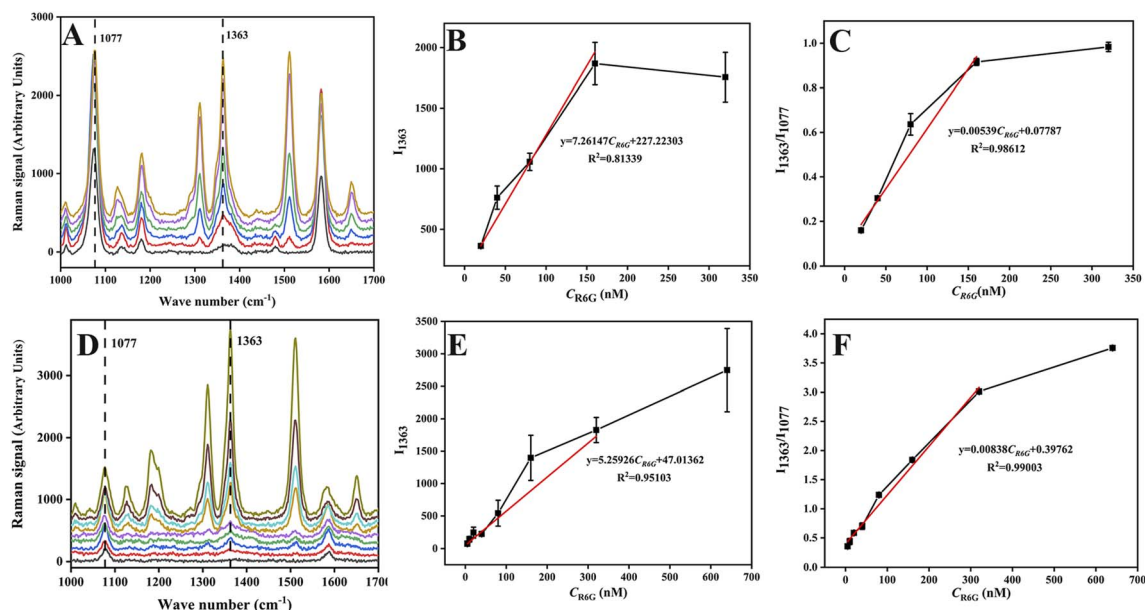 A
1077
1363
3000
2000
1000
0
Raman signal (Arbitrary Units)
1000 1100 1200 1300 1400 1500 1600 1700
Wave number (cm⁻¹)
B
2000
1500
1000
500
I₁₃₆₃
y=7.26147C_R6G+227.22303
R²=0.81339
0 50 100 150 200 250 300 350
C_R6G (nM)
C
1.0
0.8
0.6
0.4
0.2
0.0
I₁₃₆₃/I₁₀₇₇
y=0.00539C_R6G+0.07787
R²=0.98612
0 50 100 150 200 250 300 350
C_R6G(nM)
D
1077
1363
3000
2000
1000
0
Raman signal (Arbitrary Units)
1000 1100 1200 1300 1400 1500 1600 1700
Wave number (cm⁻¹)
E
3500
3000
2500
2000
1500
1000
500
0
I₁₃₆₃
y=5.25926C_R6G+47.01362
R²=0.95103
0 100 200 300 400 500 600 700
C_R6G (nM)
F
4.0
3.5
3.0
2.5
2.0
1.5
1.0
0.5
0.0
I₁₃₆₃/I₁₀₇₇
y=0.00838C_R6G+0.39762
R²=0.99003
0 100 200 300 400 500 600 700
C_R6G (nM)